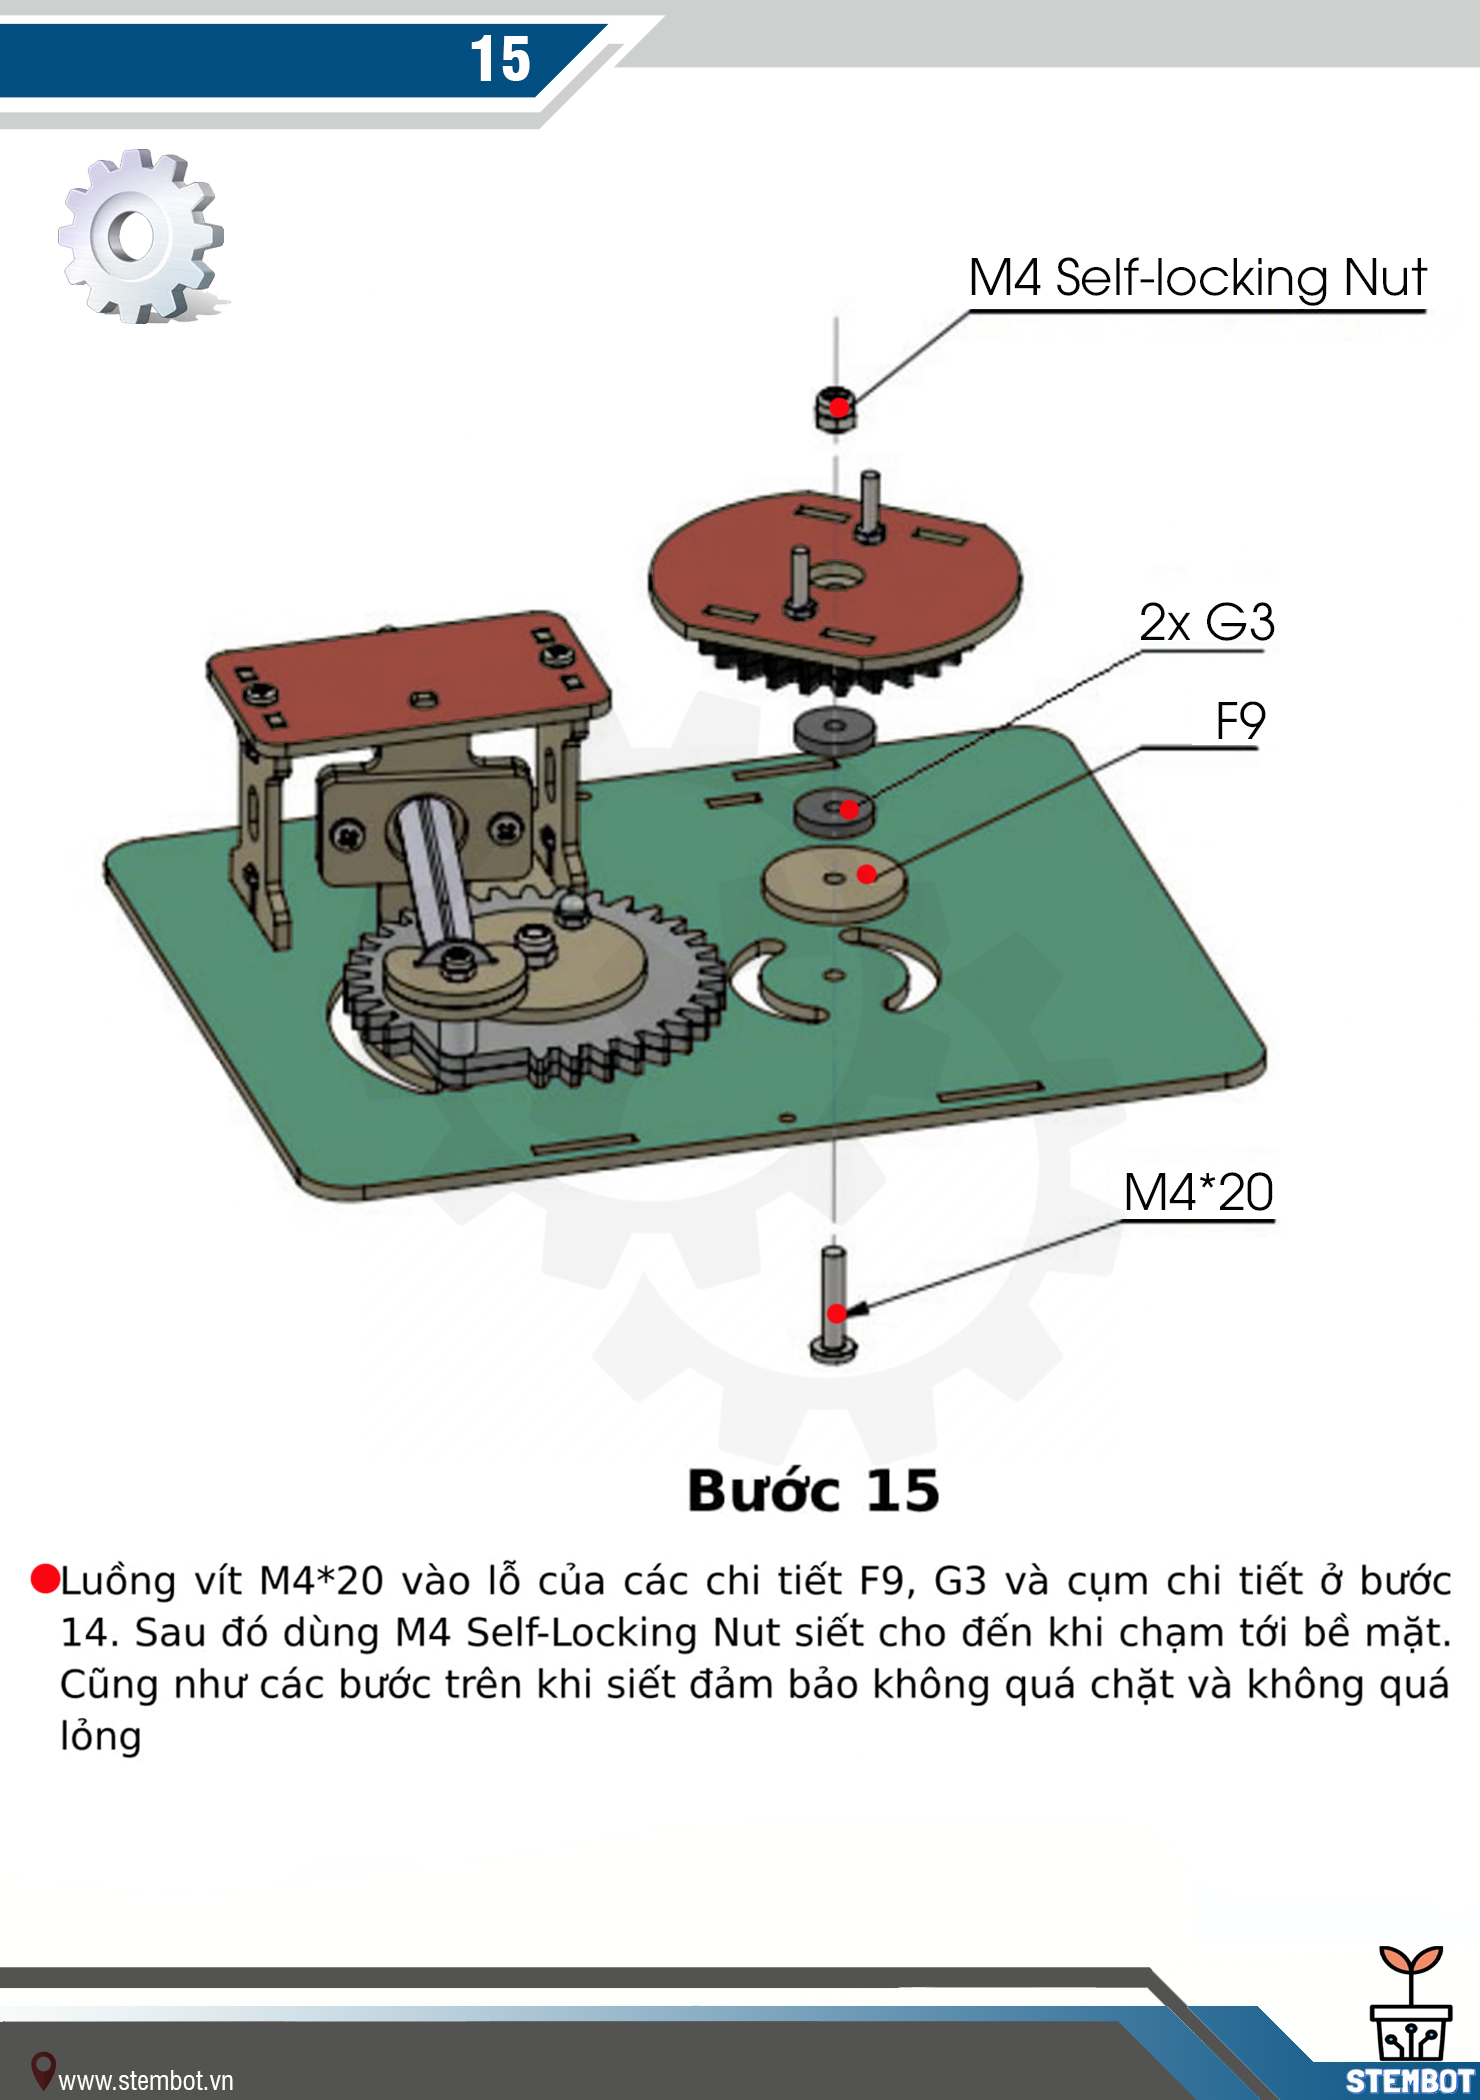 15
M4 Self-locking Nut
2x G3
F9
M4*20
Bước 15
Luồng vít M4*20 vào lỗ của các chi tiết F9, G3 và cụm chi tiết ở bước
14. Sau đó dùng M4 Self-Locking Nut siết cho đến khi chạm tới bề mặt.
Cũng như các bước trên khi siết đảm bảo không quá chặt và không quá
lỏng
www.stembot.vn
STEMBOT